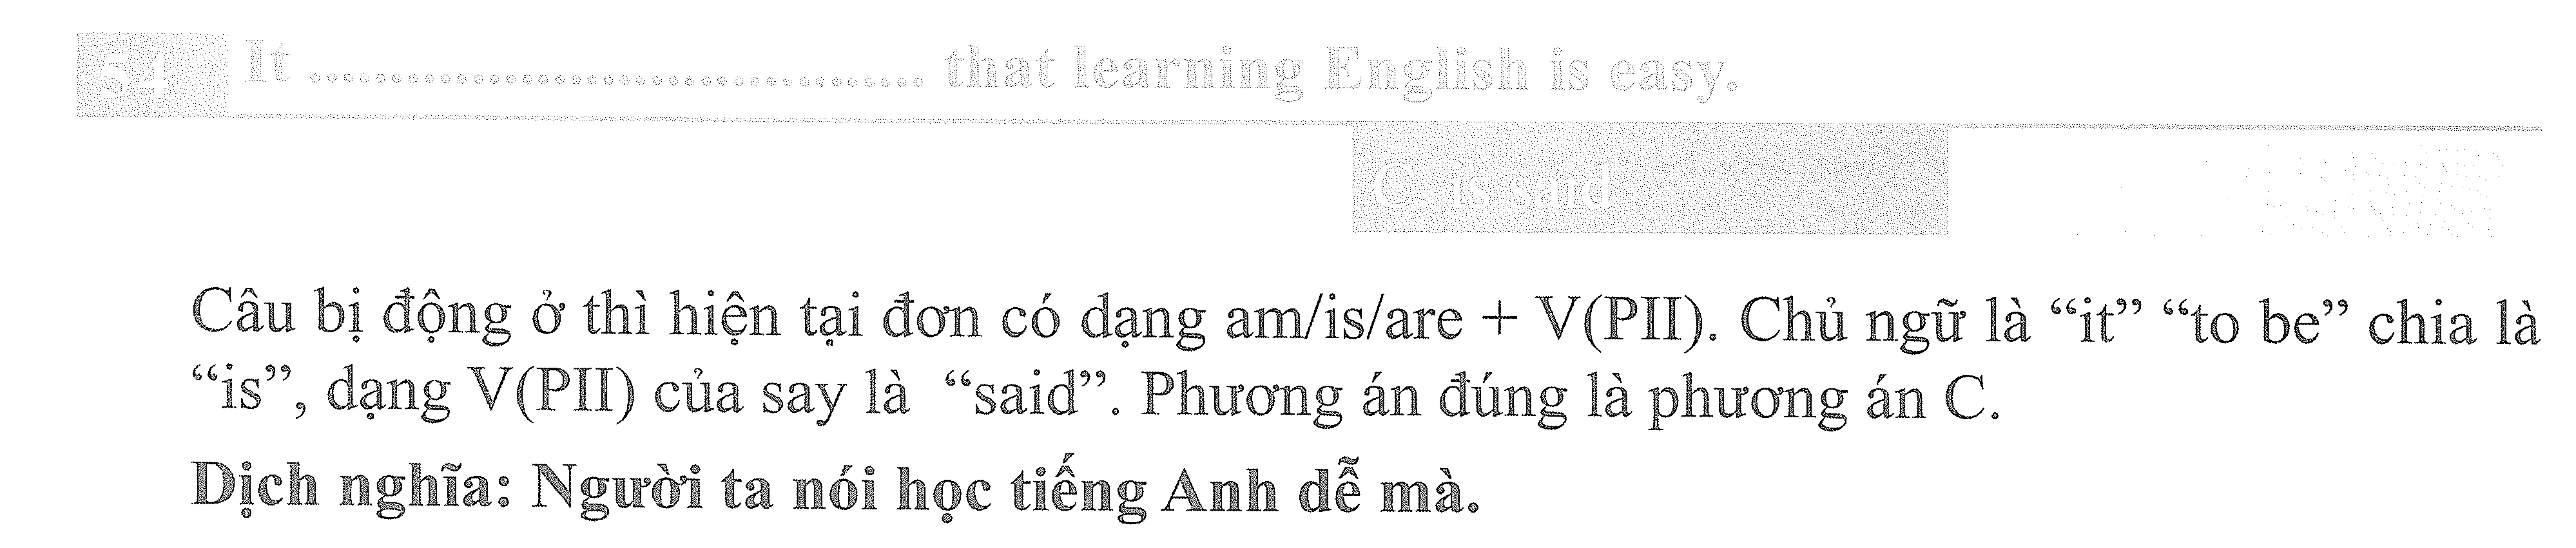 54 It ...................................... that learning English is easy.
C. is said
Câu bị động ở thì hiện tại đơn có dạng am/is/are + V(PII). Chủ ngữ là “it” “to be” chia là
“is”, dạng V(PII) của say là “said”. Phương án đúng là phương án C.
Dịch nghĩa: Người ta nói học tiếng Anh dễ mà.